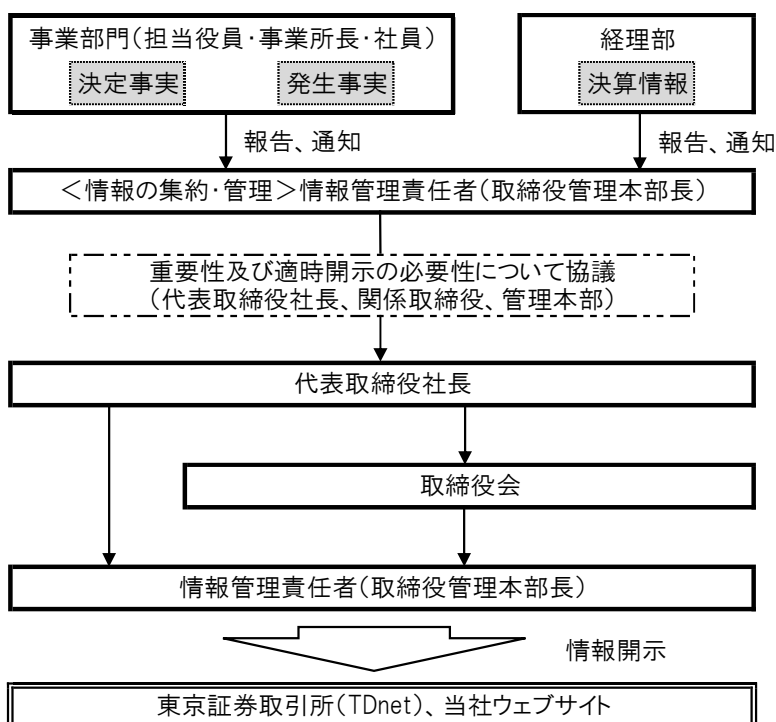 事業部門(担当役員・事業所長・社員)
決定事実 発生事実
経理部
決算情報
報告、通知
報告、通知
＜情報の集約・管理＞情報管理責任者(取締役管理本部長)
重要性及び適時開示の必要性について協議
(代表取締役社長、関係取締役、管理本部)
代表取締役社長
取締役会
情報管理責任者(取締役管理本部長)
情報開示
東京証券取引所(TDnet)、当社ウェブサイト